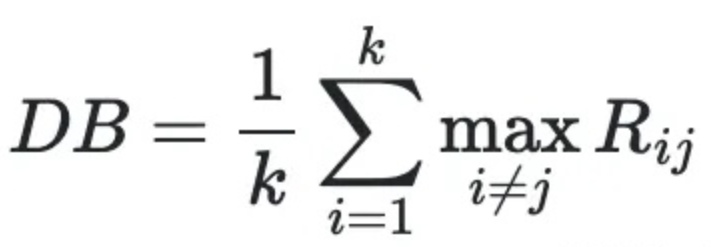 DB = \frac{1}{k} \sum_{i=1}^{k} \max_{i \neq j} R_{ij}